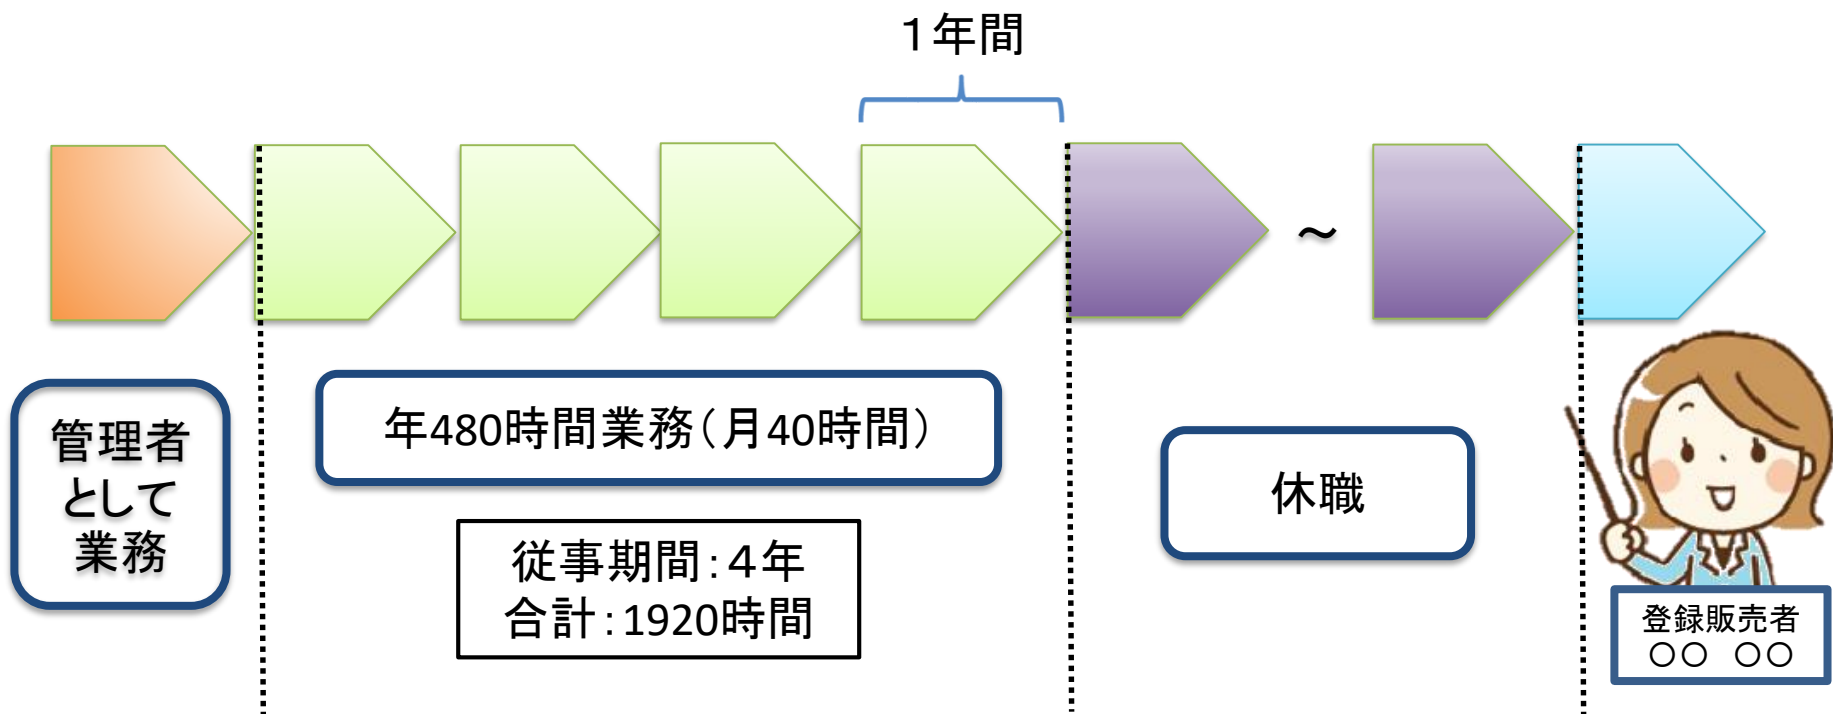 １年間
～
管理者
として
業務
年480時間業務（月40時間）
従事期間：４年
合計：1920時間
休職
登録販売者
○○　○○